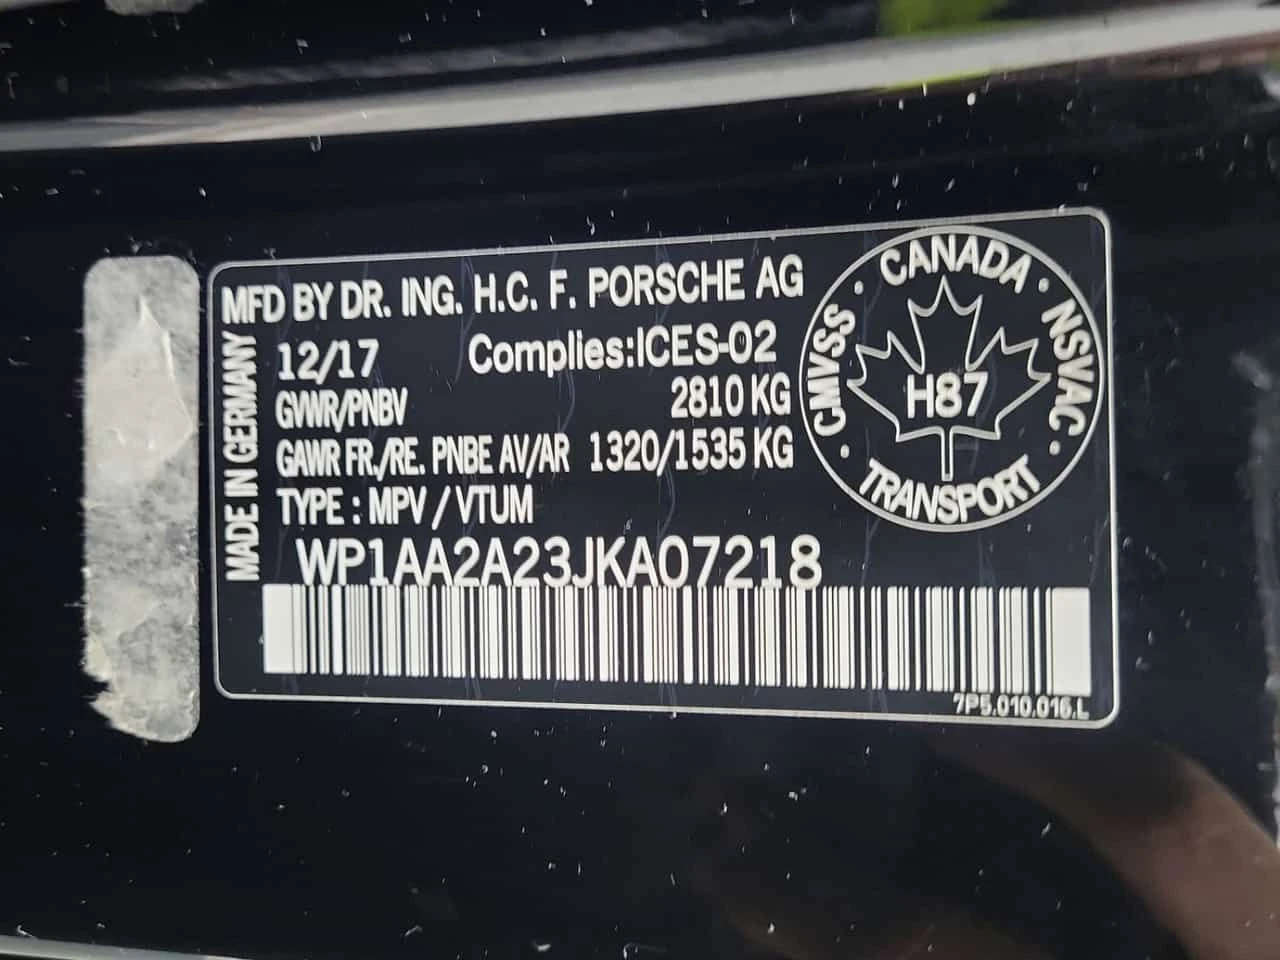 MFD BY DR. ING. H.C. F. PORSCHE AG
12/17 Complies:ICES-02
GVWR/PNBV 2810 KG
GAWR FR./RE. PNBE AV/AR 1320/1535 KG
TYPE : MPV / VTUM
WP1AA2A23JKA07218
7P5.010.016.L
MADE IN GERMANY
CANADA
CMVSS · NSVAC
H87
TRANSPORT